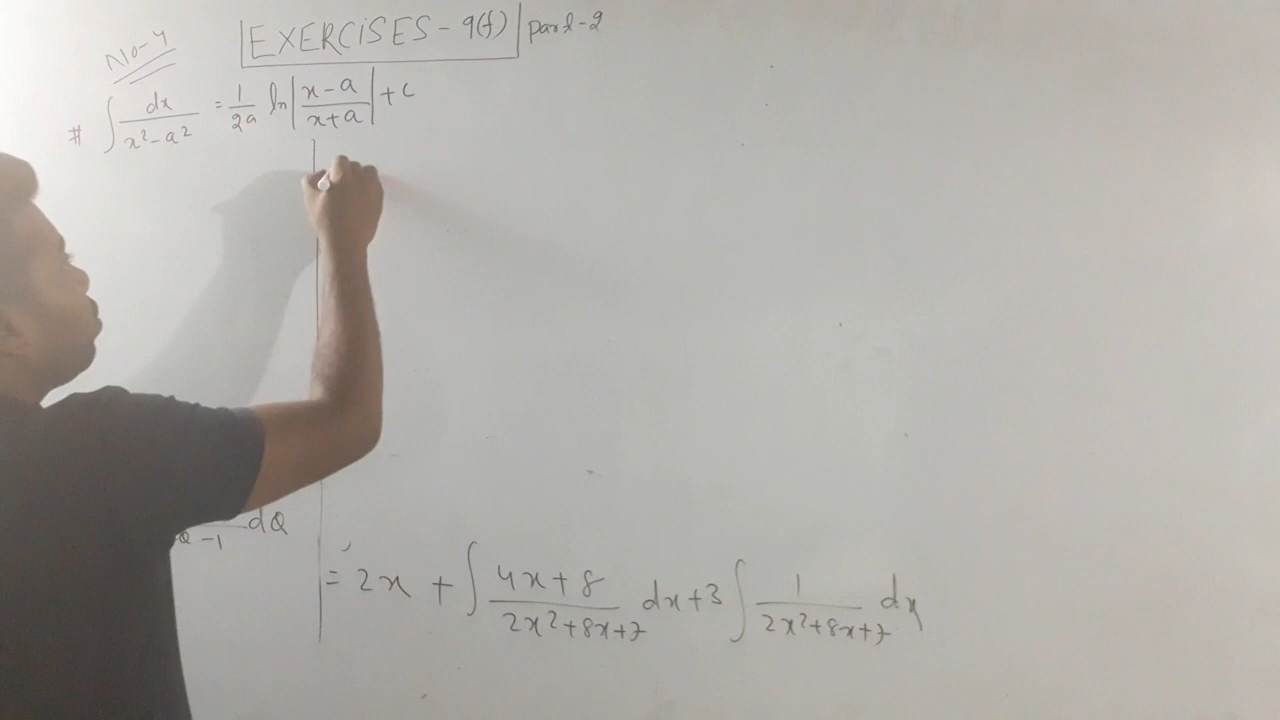 No-4
EXERCISES - 9(f) part-2
# ∫ dx/(x²-a²) = 1/2a ln|(x-a)/(x+a)| + c
Q-1 dQ
= 2x + ∫ (4x+8)/(2x²+8x+7) dx + 3 ∫ 1/(2x²+8x+7) dx